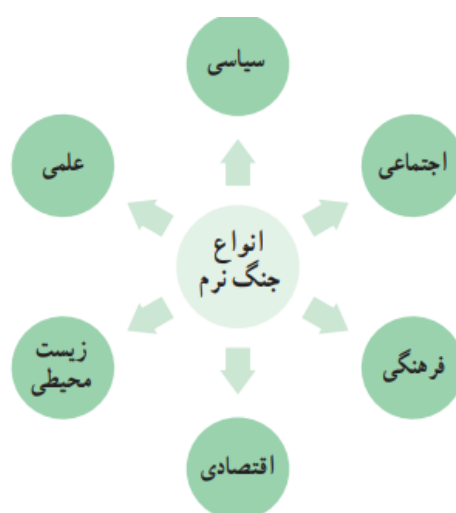 سیاسی
علمی
اجتماعی
انواع
جنگ نرم
زیست
محیطی
فرهنگی
اقتصادی